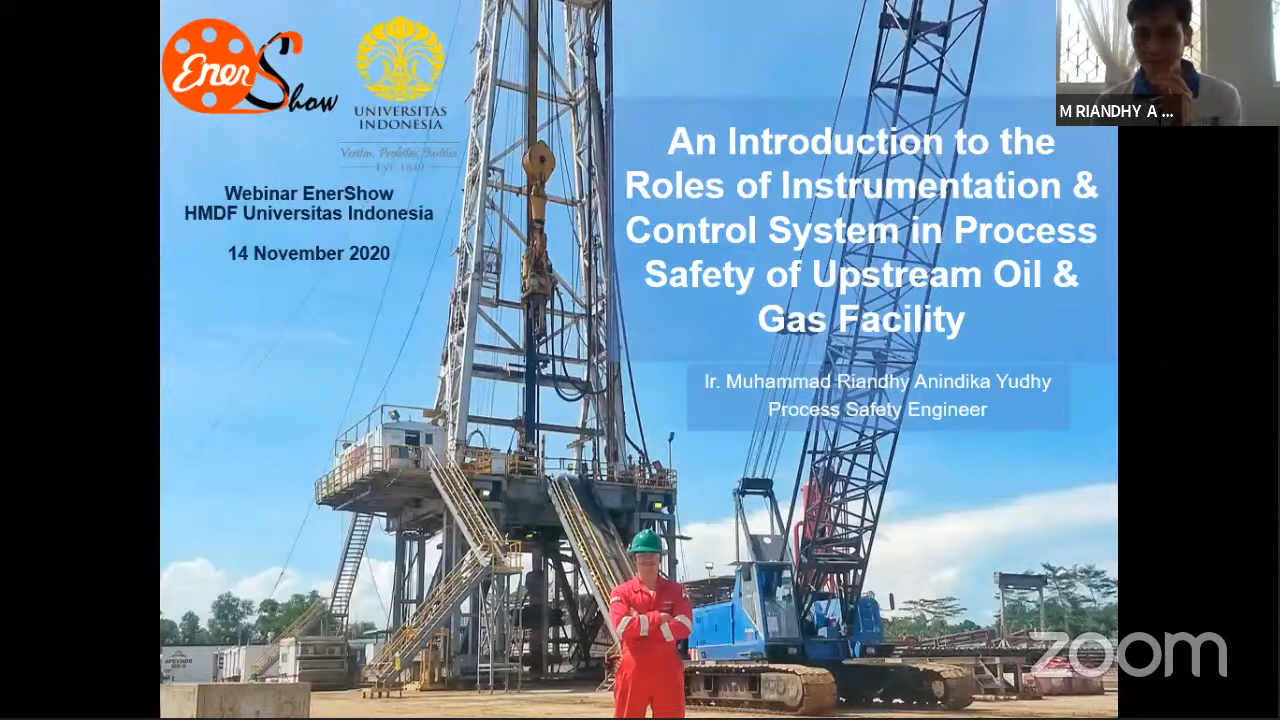 Ener Show
UNIVERSITAS
INDONESIA
Veritas, Probitas, Iustitia
EST. 1849
Webinar EnerShow
HMDF Universitas Indonesia
14 November 2020
An Introduction to the
Roles of Instrumentation &
Control System in Process
Safety of Upstream Oil &
Gas Facility
Ir. Muhammad Riandhy Anindika Yudhy
Process Safety Engineer
M RIANDHY A ...
zoom